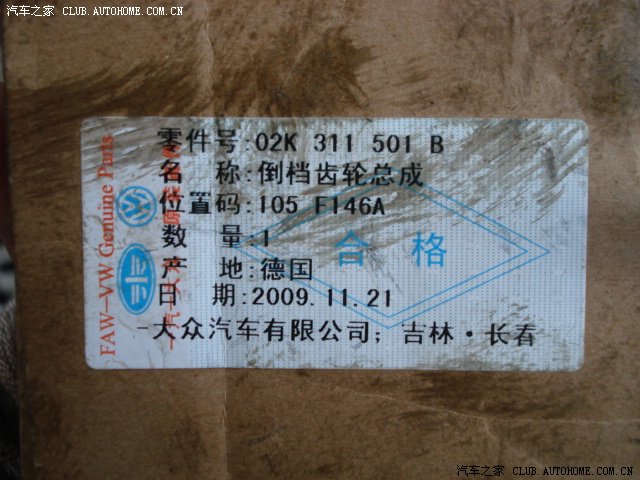 汽车之家 CLUB.AUTOHOME.COM.CN
零件号:02K 311 501 B
名 称:倒档齿轮总成
位置码:105 F146A
数 量:1
产 地:德国
日 期:2009.11.21
一大众汽车有限公司; 吉林·长春
合格
FAW-VW Genuine Parts
汽车之家 CLUB.AUTOHOME.COM.CN